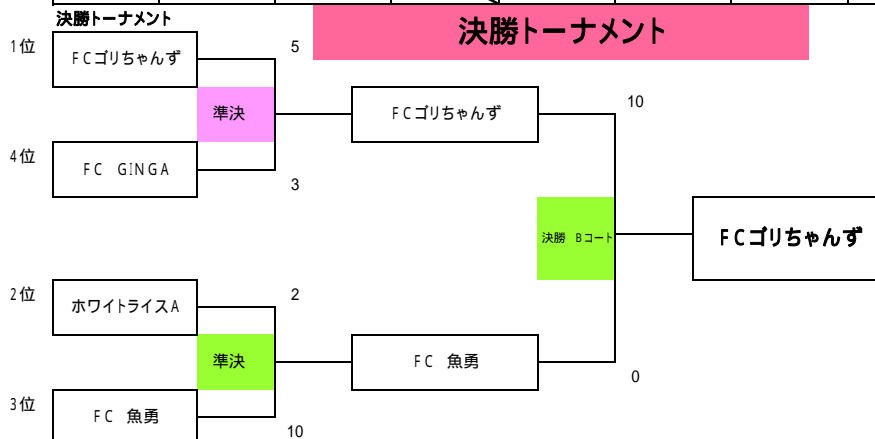 決勝トーナメント
決勝トーナメント
1位
FCゴリちゃんず
5
準決
FCゴリちゃんず
10
4位
FC GINGA
3
決勝 Bコート
FCゴリちゃんず
2位
ホワイトライスA
2
準決
FC 魚勇
0
3位
FC 魚勇
10